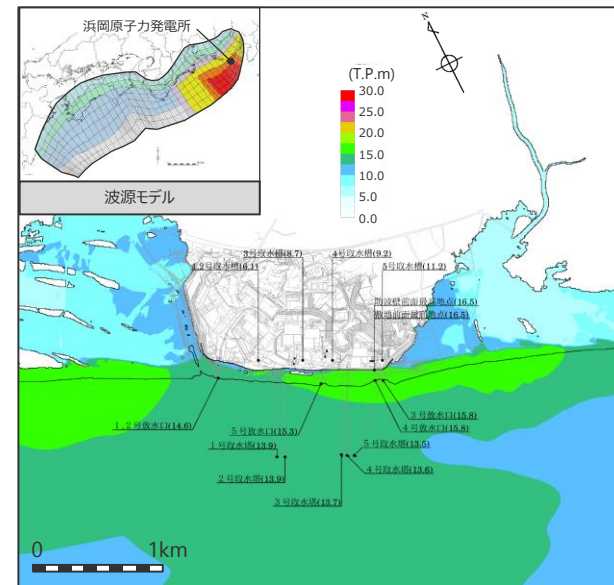 浜岡原子力発電所
波源モデル
N
(T.P.m)
30.0
25.0
20.0
15.0
10.0
5.0
0.0
3号取水槽(8.7)
4号取水槽(9.2)
1,2号取水槽(6.1)
5号取水槽(11.2)
防波壁前面最高地点(16.5)
敷地前面最高地点(16.5)
1,2号放水口(14.6)
5号放水口(15.3)
3号放水口(15.8)
4号放水口(15.8)
1号取水塔(13.9)
5号取水塔(13.5)
2号取水塔(13.9)
4号取水塔(13.6)
3号取水塔(13.7)
0 1km